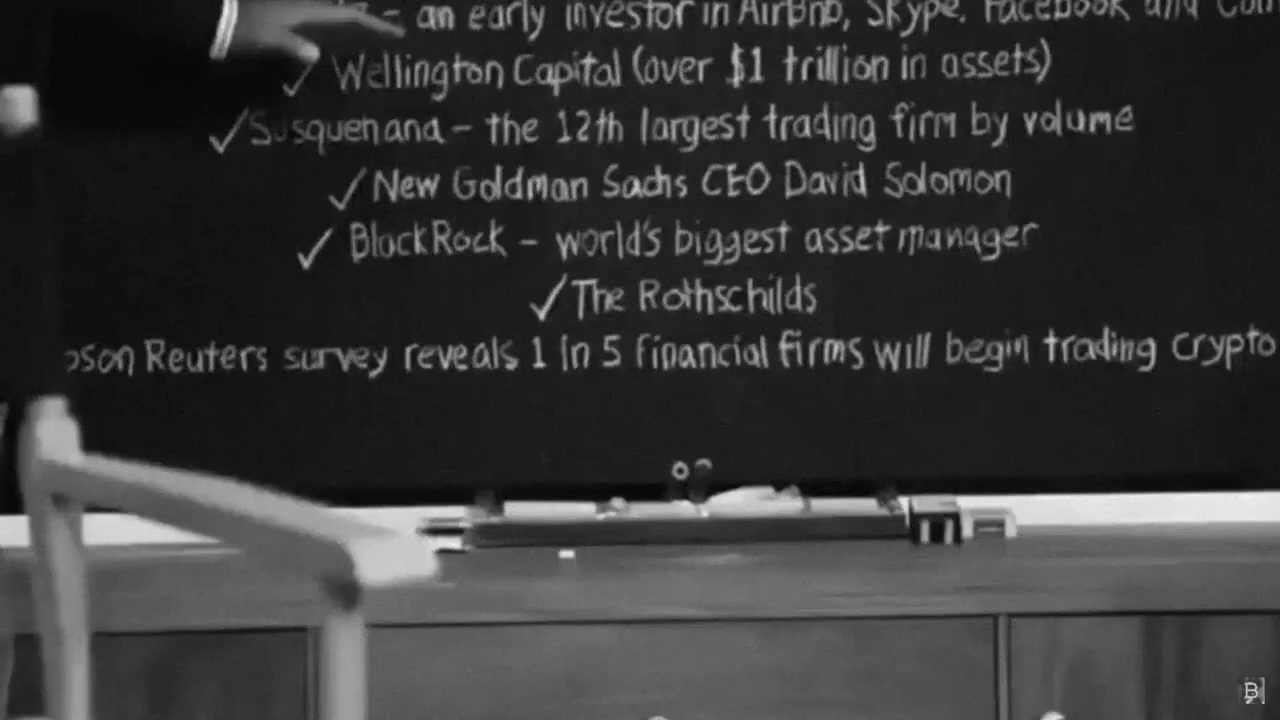 - an early investor in AirBnb, Skype, Facebook and
✓ Wellington Capital (over $1 trillion in assets)
✓ Susquehana - the 12th largest trading firm by volume
✓ New Goldman Sachs CEO David Solomon
✓ BlackRock - world's biggest asset manager
✓ The Rothschilds
Reuters survey reveals 1 in 5 financial firms will begin trading crypto
B